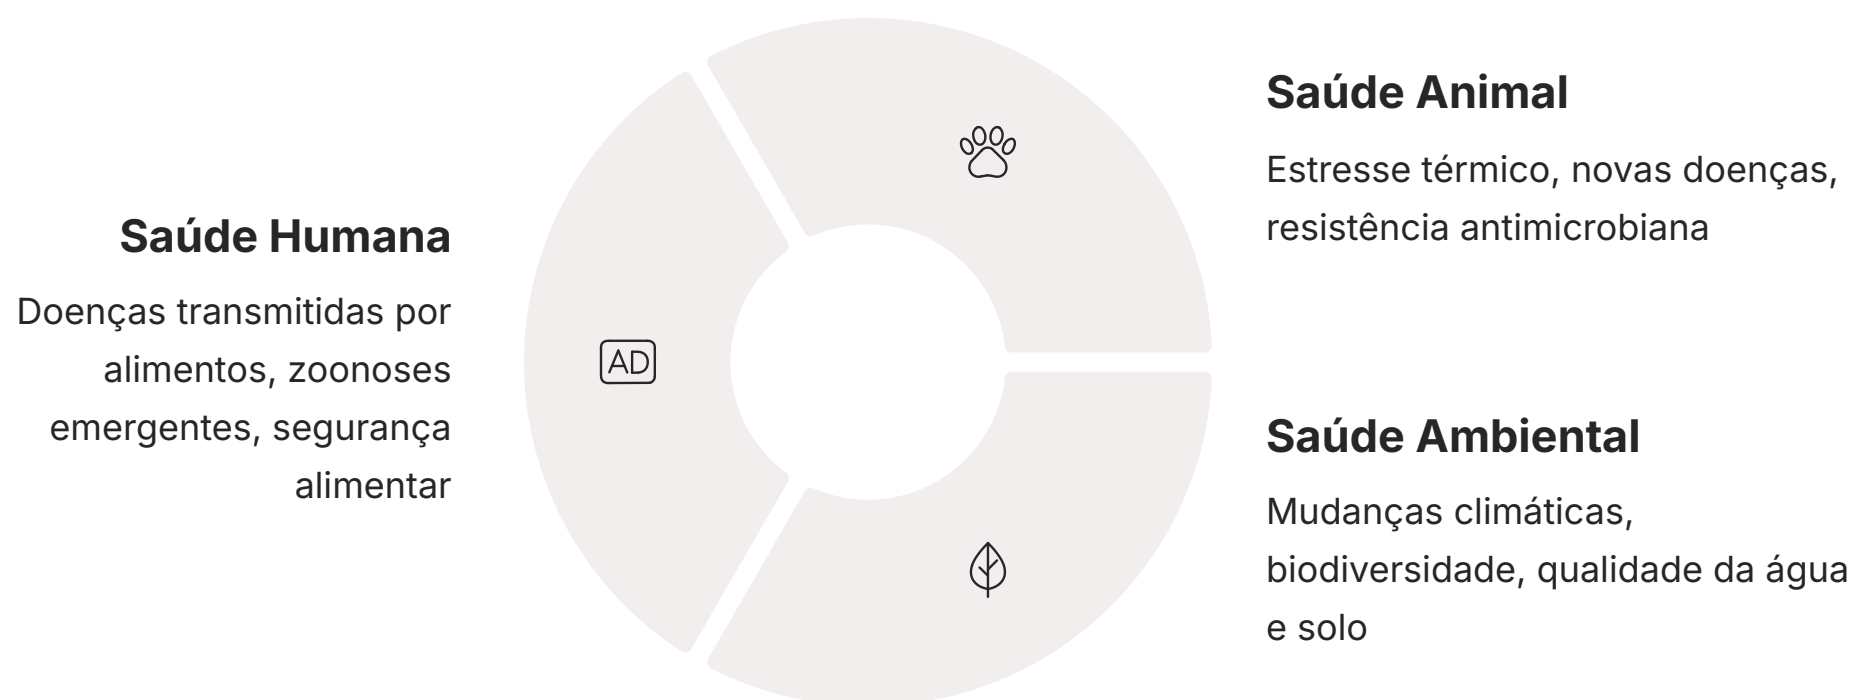 Saúde Animal
Estresse térmico, novas doenças,
resistência antimicrobiana
Saúde Humana
Doenças transmitidas por
alimentos, zoonoses
emergentes, segurança
alimentar
AD
Saúde Ambiental
Mudanças climáticas,
biodiversidade, qualidade da água
e solo